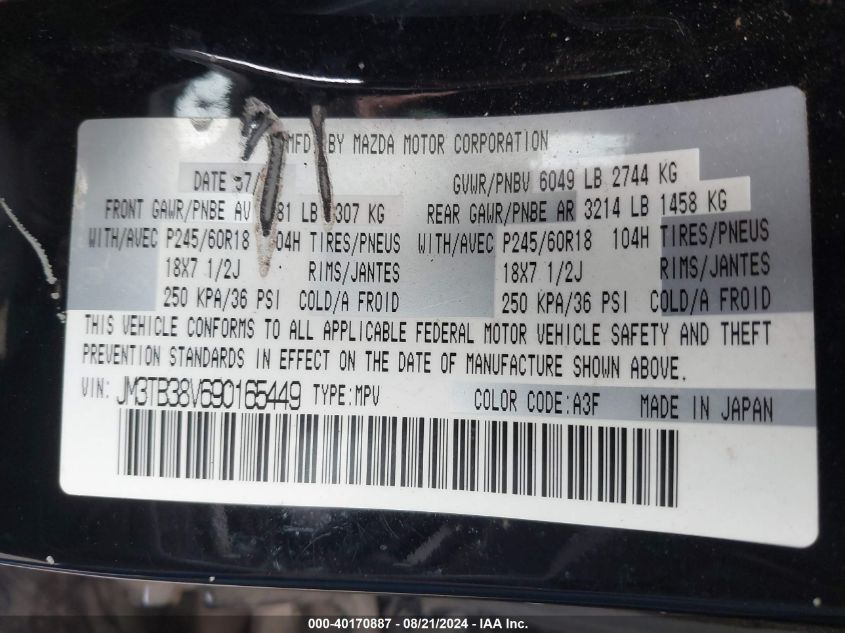 MFD. BY MAZDA MOTOR CORPORATION
DATE GVWR/PNBV 6049 LB 2744 KG
FRONT GAWR/PNBE AV LB KG REAR GAWR/PNBE AR 3214 LB 1458 KG
WITH/AVEC P245/60R18 104H TIRES/PNEUS WITH/AVEC P245/60R18 104H TIRES/PNEUS
18X7 1/2J RIMS/JANTES 18X7 1/2J RIMS/JANTES
250 KPA/36 PSI COLD/A FROID 250 KPA/36 PSI COLD/A FROID
THIS VEHICLE CONFORMS TO ALL APPLICABLE FEDERAL MOTOR VEHICLE SAFETY AND THEFT
PREVENTION STANDARDS IN EFFECT ON THE DATE OF MANUFACTURE SHOWN ABOVE.
VIN: JM3TB38V690165449 TYPE:MPV COLOR CODE:A3F MADE IN JAPAN
000-40170887 - 08/21/2024 - IAAI.com